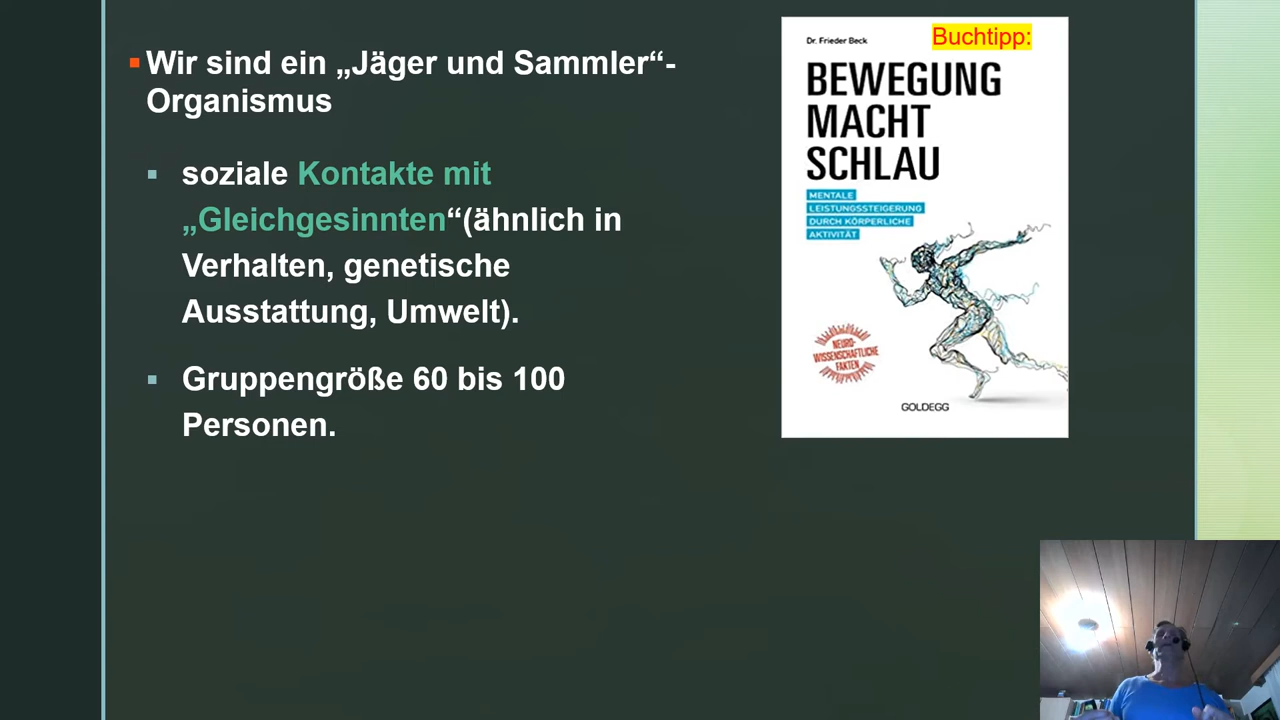 Wir sind ein „Jäger und Sammler“-
Organismus
soziale Kontakte mit
„Gleichgesinnten“(ähnlich in
Verhalten, genetische
Ausstattung, Umwelt).
Gruppengröße 60 bis 100
Personen.
Buchtipp:
Dr. Frieder Beck
BEWEGUNG
MACHT
SCHLAU
MENTALE
LEISTUNGSSTEIGERUNG
DURCH KÖRPERLICHE
AKTIVITÄT
NEURO-
WISSENSCHAFTLICHE
FAKTEN
GOLDEGG